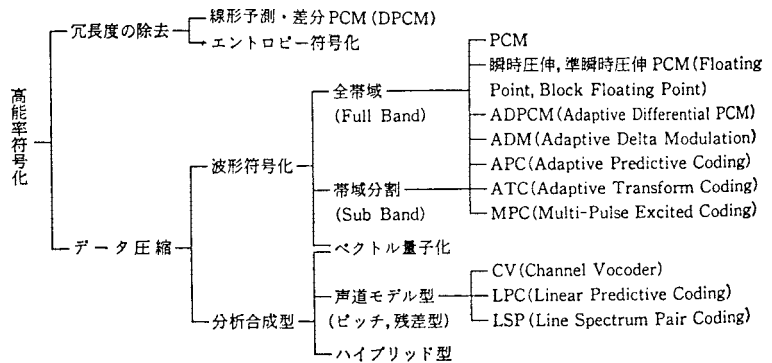 高能率符号化
冗長度の除去
線形予測・差分PCM(DPCM)
エントロピー符号化
データ圧縮
波形符号化
全帯域
(Full Band)
PCM
瞬時圧伸,準瞬時圧伸PCM(Floating
Point, Block Floating Point)
ADPCM(Adaptive Differential PCM)
ADM(Adaptive Delta Modulation)
APC(Adaptive Predictive Coding)
帯域分割
(Sub Band)
ATC(Adaptive Transform Coding)
MPC(Multi-Pulse Excited Coding)
ベクトル量子化
分析合成型
声道モデル型
(ピッチ,残差型)
CV(Channel Vocoder)
LPC(Linear Predictive Coding)
LSP(Line Spectrum Pair Coding)
ハイブリッド型